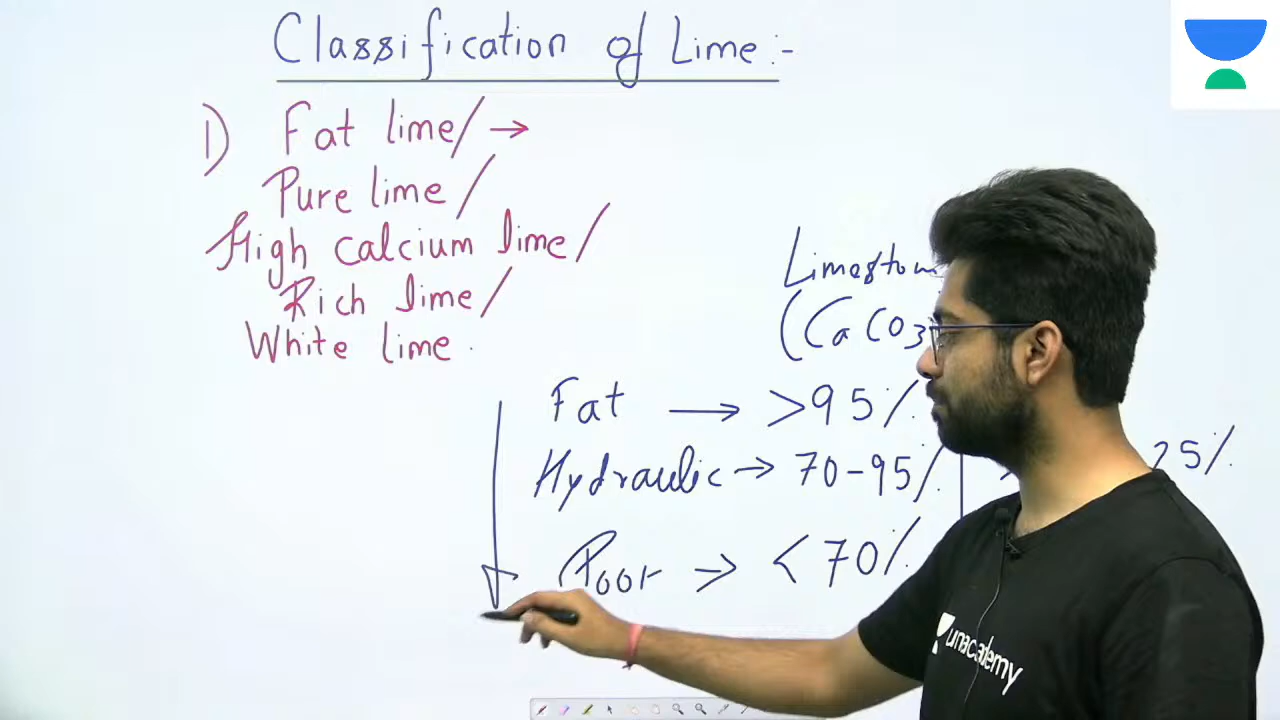 Classification of Lime:-
1) Fat lime/ →
Pure lime/
High calcium lime/
Rich lime/
White lime.
(CaCO3
Fat → >95%
Hydraulic → 70-95%
25%
Poor → <70%
unacademy